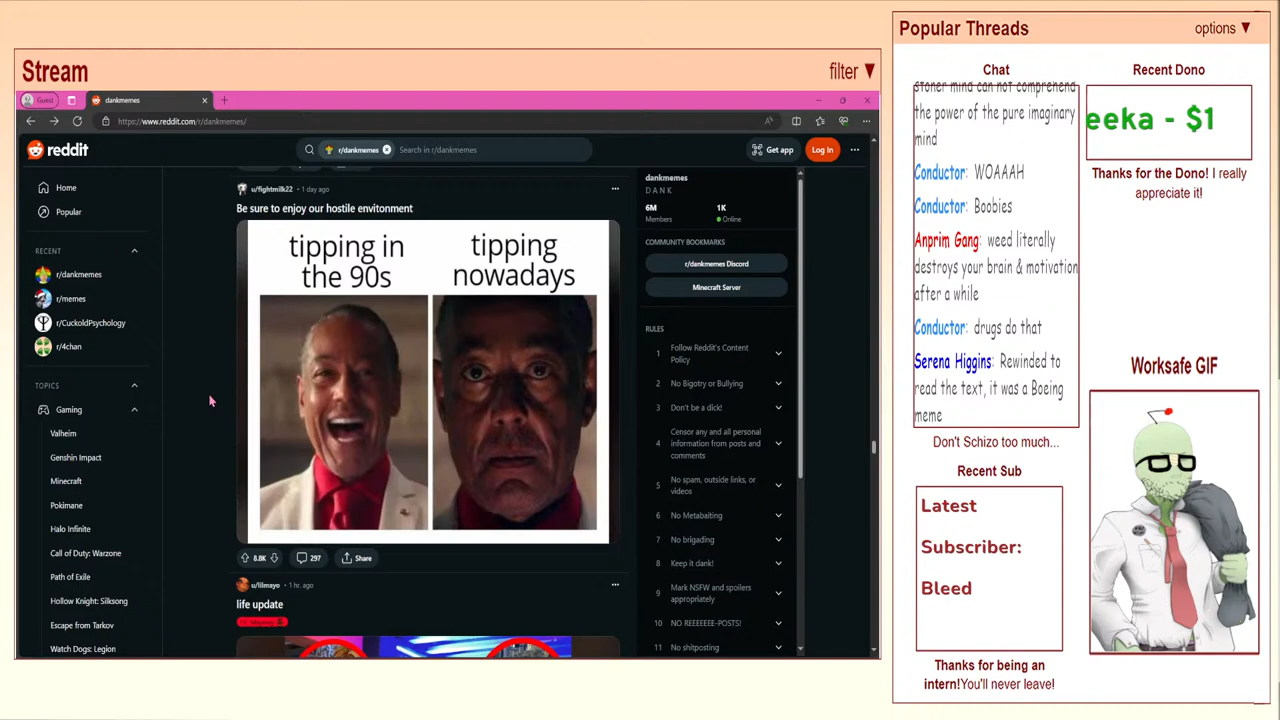 Stream
filter ▼
Guest
dankmemes
https://www.reddit.com/r/dankmemes/
reddit
r/dankmemes
Search in r/dankmemes
Get app
Log In
Home
Popular
RECENT
r/dankmemes
r/memes
r/CuckoldPsychology
r/4chan
TOPICS
Gaming
Valheim
Genshin Impact
Minecraft
Pokimane
Halo Infinite
Call of Duty: Warzone
Path of Exile
Hollow Knight: Silksong
Escape from Tarkov
Watch Dogs: Legion
u/fightmilk22 • 1 day ago
Be sure to enjoy our hostile environment
tipping in
the 90s
tipping
nowadays
8.8K
297
Share
u/lilmayo • 1 hr. ago
life update
dankmemes
D A N K
6M
1K
Members
Online
COMMUNITY BOOKMARKS
r/dankmemes Discord
Minecraft Server
RULES
1 Follow Reddit's Content
Policy
2 No Bigotry or Bullying
3 Don't be a dick!
4 Censor any and all personal
information from posts and
comments
5 No spam, outside links, or
videos
6 No Metabaiting
7 No brigading
8 Keep it dank!
9 Mark NSFW and spoilers
appropriately
10 NO REEEEEE-POSTS!
11 No shitposting
Popular Threads
options ▼
Chat
stoner mind can not comprehend
the power of the pure imaginary
mind
Conductor: WOAAAH
Conductor: Boobies
Anprim Gang: weed literally
destroys your brain & motivation
after a while
Conductor: drugs do that
Serena Higgins: Rewinded to
read the text, it was a Boeing
meme
Don't Schizo too much...
Recent Sub
Latest
Subscriber:
Bleed
Thanks for being an
intern!You'll never leave!
Recent Dono
eeka - $1
Thanks for the Dono! I really
appreciate it!
Worksafe GIF